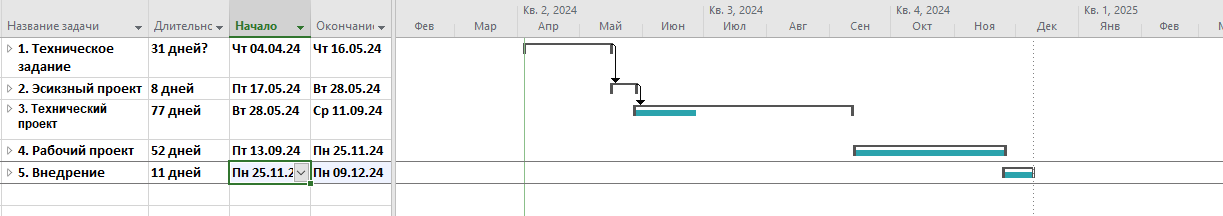 Кв. 2, 2024 Кв. 3, 2024 Кв. 4, 2024 Кв. 1, 2025
Название задачи Длительнс Начало Окончание Фев Мар Апр Май Июн Июл Авг Сен Окт Ноя Дек Янв Фев М
1. Техническое задание 31 дней? Чт 04.04.24 Чт 16.05.24
2. Эсикзный проект 8 дней Пт 17.05.24 Вт 28.05.24
3. Технический проект 77 дней Вт 28.05.24 Ср 11.09.24
4. Рабочий проект 52 дней Пт 13.09.24 Пн 25.11.24
5. Внедрение 11 дней Пн 25.11.2 Пн 09.12.24